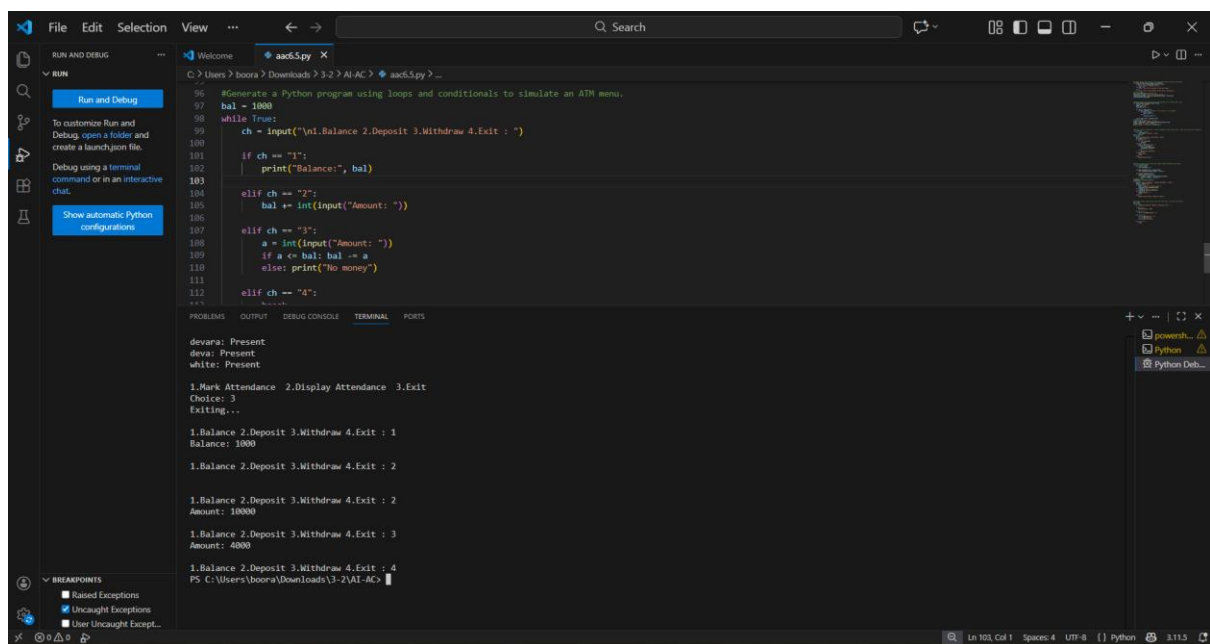 File Edit Selection View ... Search
RUN AND DEBUG ... Welcome aac6.5.py
RUN
C: > Users > boora > Downloads > 3-2 > AI-AC > aac6.5.py > ...
Run and Debug
To customize Run and
Debug, open a folder and
create a launch.json file.
Debug using a terminal
command or in an interactive
chat.
Show automatic Python
configurations
96 #Generate a Python program using loops and conditionals to simulate an ATM menu.
97 bal = 1000
98 while True:
99 ch = input("\n1.Balance 2.Deposit 3.Withdraw 4.Exit : ")
100
101 if ch == "1":
102 print("Balance:", bal)
103
104 elif ch == "2":
105 bal += int(input("Amount: "))
106
107 elif ch == "3":
108 a = int(input("Amount: "))
109 if a <= bal: bal -= a
110 else: print("No money")
111
112 elif ch == "4":
PROBLEMS OUTPUT DEBUG CONSOLE TERMINAL PORTS
powersh...
Python
Python Deb...
devara: Present
deva: Present
white: Present
1.Mark Attendance 2.Display Attendance 3.Exit
Choice: 3
Exiting...
1.Balance 2.Deposit 3.Withdraw 4.Exit : 1
Balance: 1000
1.Balance 2.Deposit 3.Withdraw 4.Exit : 2
1.Balance 2.Deposit 3.Withdraw 4.Exit : 2
Amount: 10000
1.Balance 2.Deposit 3.Withdraw 4.Exit : 3
Amount: 4000
1.Balance 2.Deposit 3.Withdraw 4.Exit : 4
PS C:\Users\boora\Downloads\3-2\AI-AC>
BREAKPOINTS
Raised Exceptions
Uncaught Exceptions
User Uncaught Except...
0 0 Ln 103, Col 1 Spaces: 4 UTF-8 {} Python 3.11.5